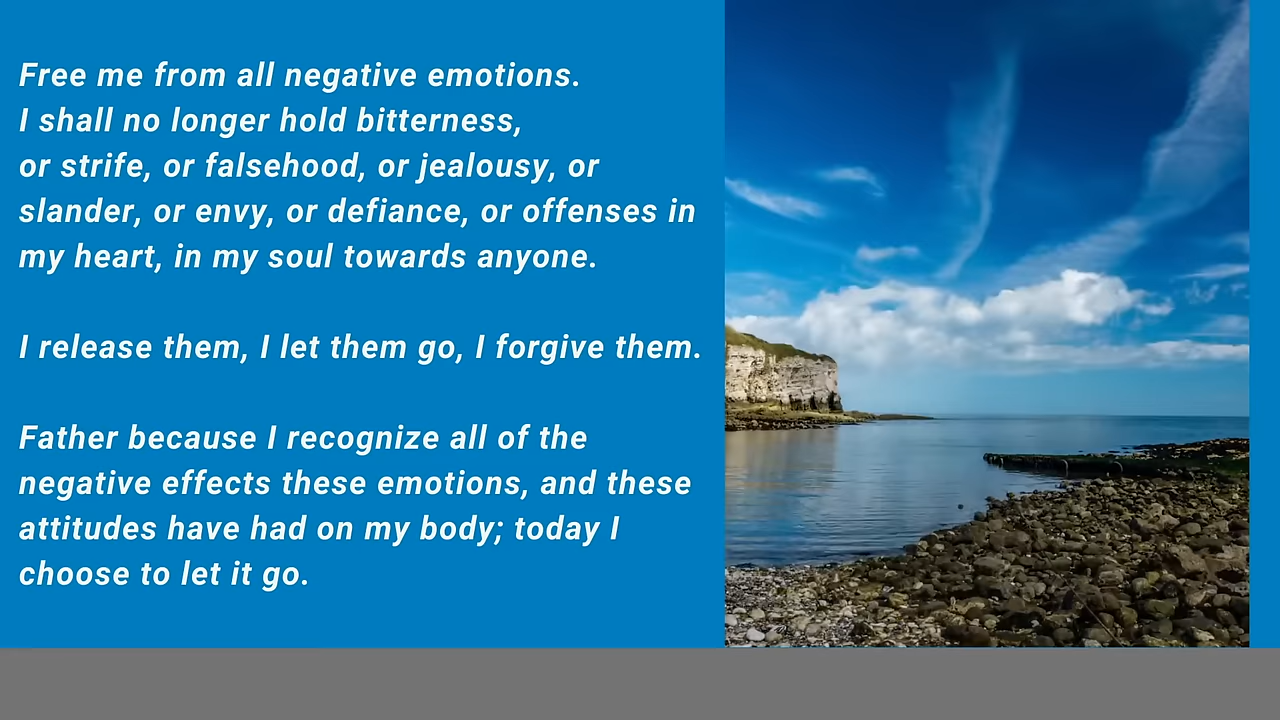 Free me from all negative emotions.
I shall no longer hold bitterness,
or strife, or falsehood, or jealousy, or
slander, or envy, or defiance, or offenses in
my heart, in my soul towards anyone.
I release them, I let them go, I forgive them.
Father because I recognize all of the
negative effects these emotions, and these
attitudes have had on my body; today I
choose to let it go.